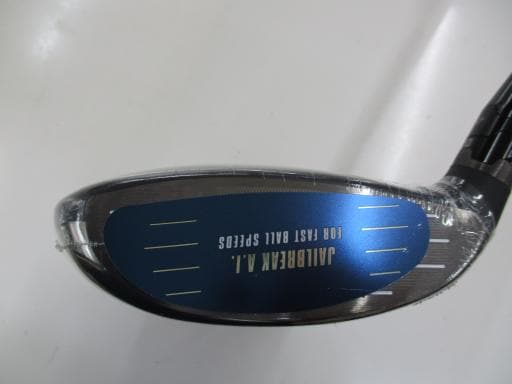 JAILBREAK A.I.
FOR FAST BALL SPEEDS